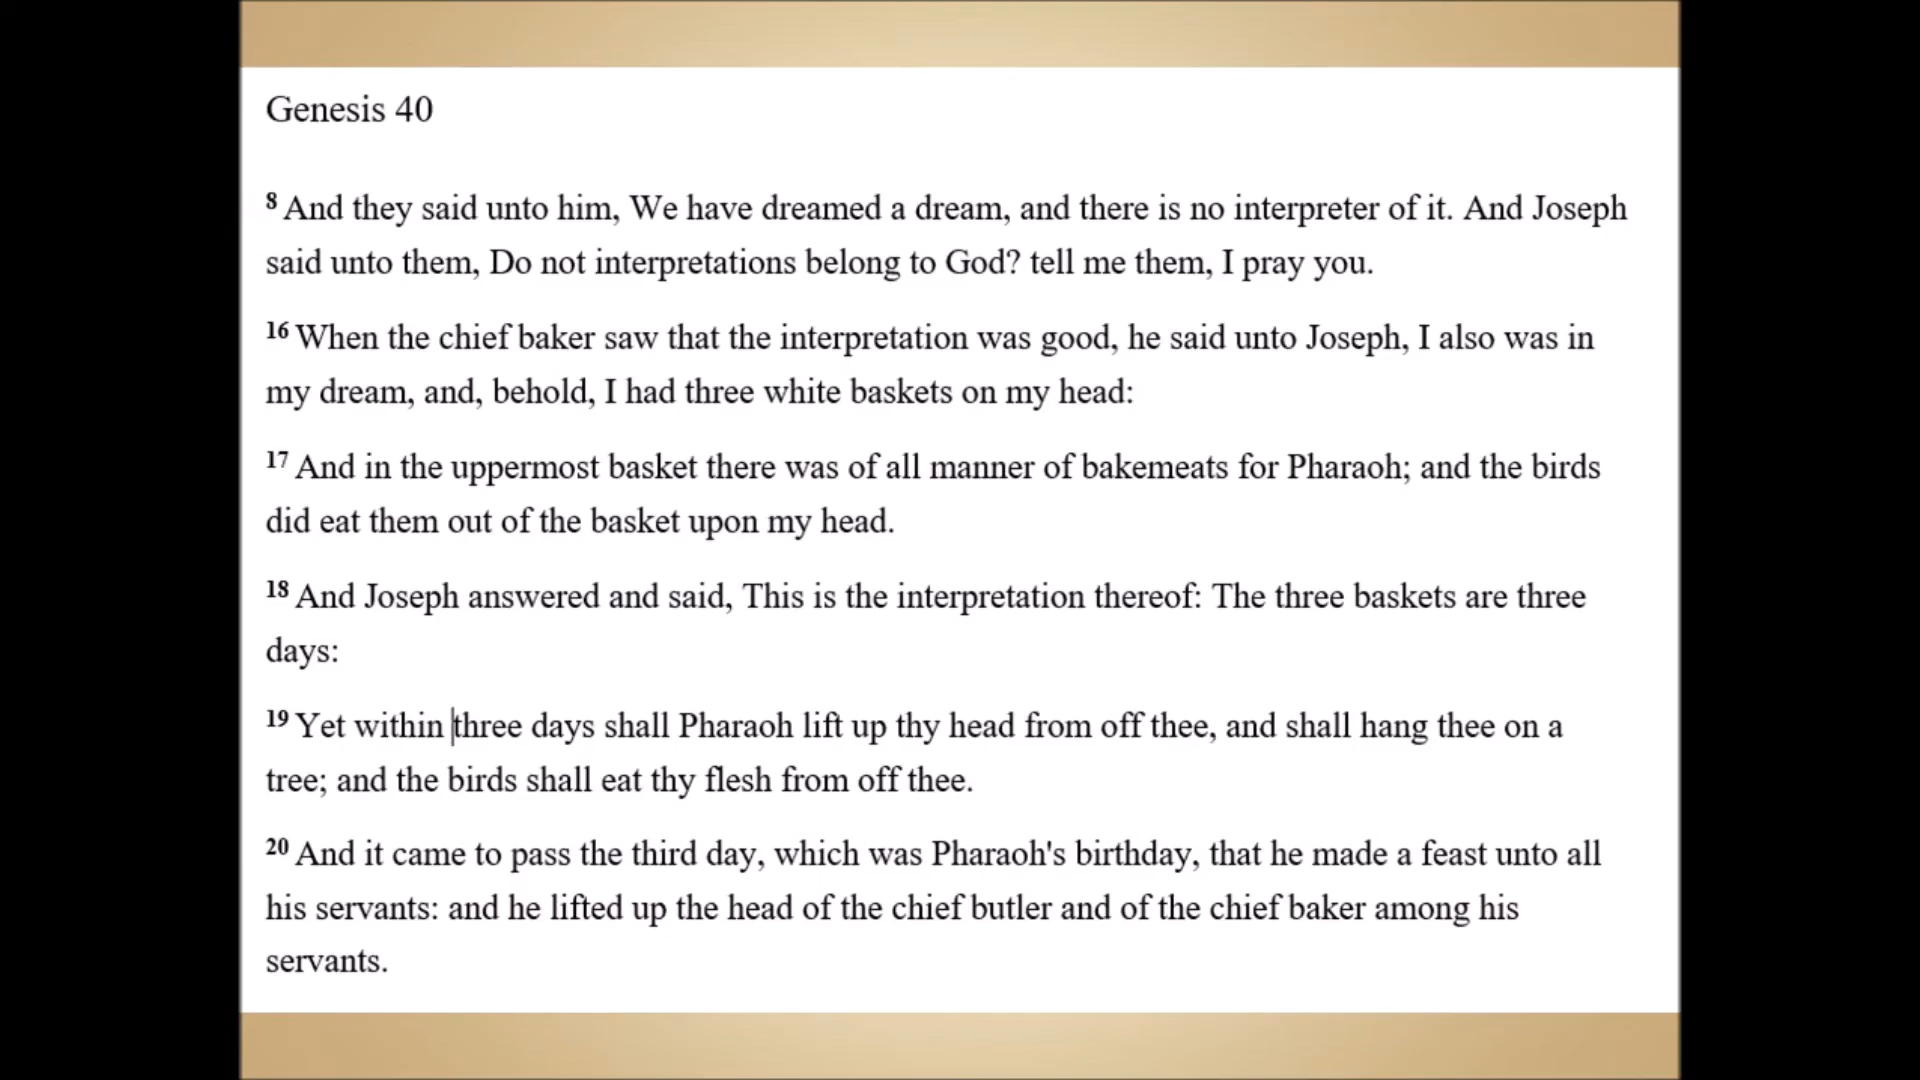 Genesis 40
8 And they said unto him, We have dreamed a dream, and there is no interpreter of it. And Joseph
said unto them, Do not interpretations belong to God? tell me them, I pray you.
16 When the chief baker saw that the interpretation was good, he said unto Joseph, I also was in
my dream, and, behold, I had three white baskets on my head:
17 And in the uppermost basket there was of all manner of bakemeats for Pharaoh; and the birds
did eat them out of the basket upon my head.
18 And Joseph answered and said, This is the interpretation thereof: The three baskets are three
days:
19 Yet within three days shall Pharaoh lift up thy head from off thee, and shall hang thee on a
tree; and the birds shall eat thy flesh from off thee.
20 And it came to pass the third day, which was Pharaoh's birthday, that he made a feast unto all
his servants: and he lifted up the head of the chief butler and of the chief baker among his
servants.